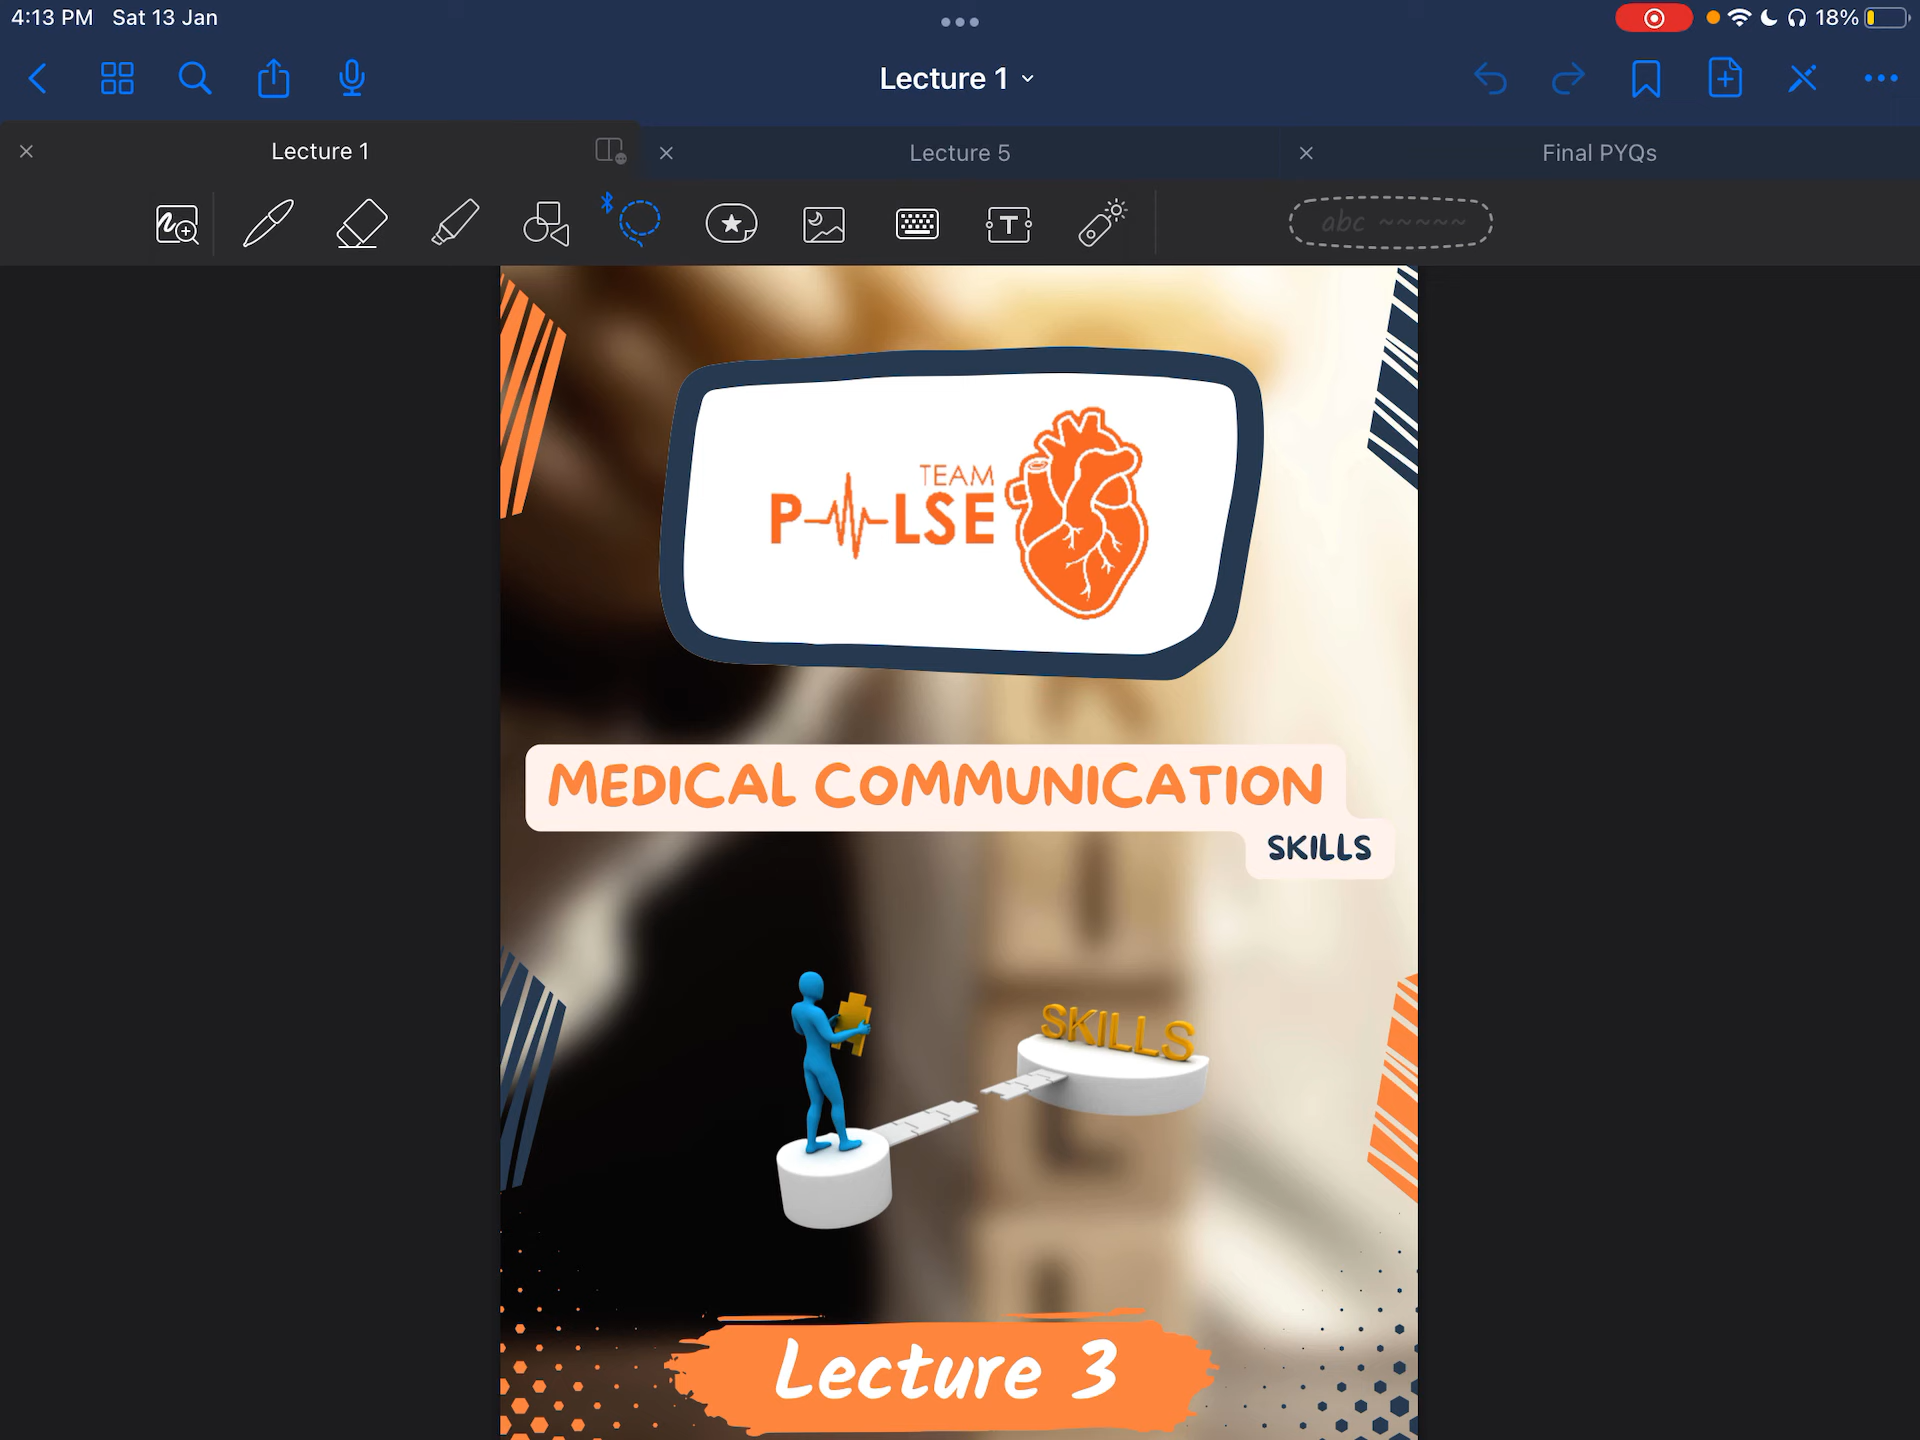 4:13 PM Sat 13 Jan
18%
Lecture 1
Lecture 1
Lecture 5
Final PYQs
T
abc
TEAM
PULSE
MEDICAL COMMUNICATION
SKILLS
SKILLS
Lecture 3